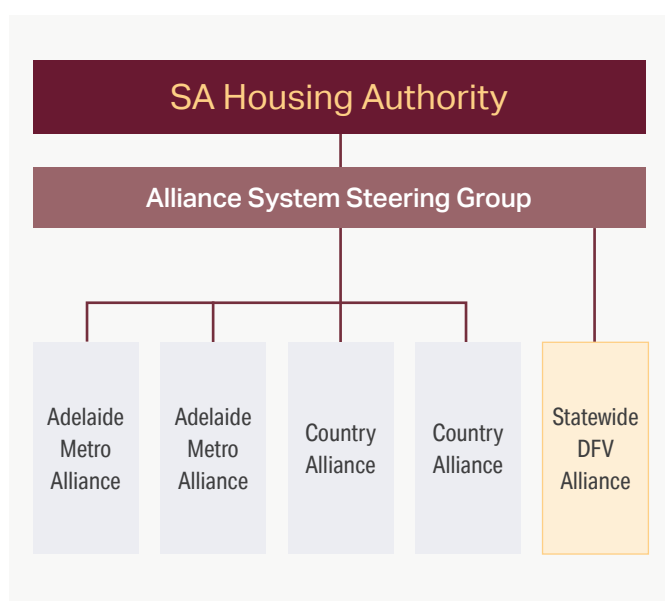 SA Housing Authority
Alliance System Steering Group
Adelaide
Metro
Alliance
Adelaide
Metro
Alliance
Country
Alliance
Country
Alliance
Statewide
DFV
Alliance